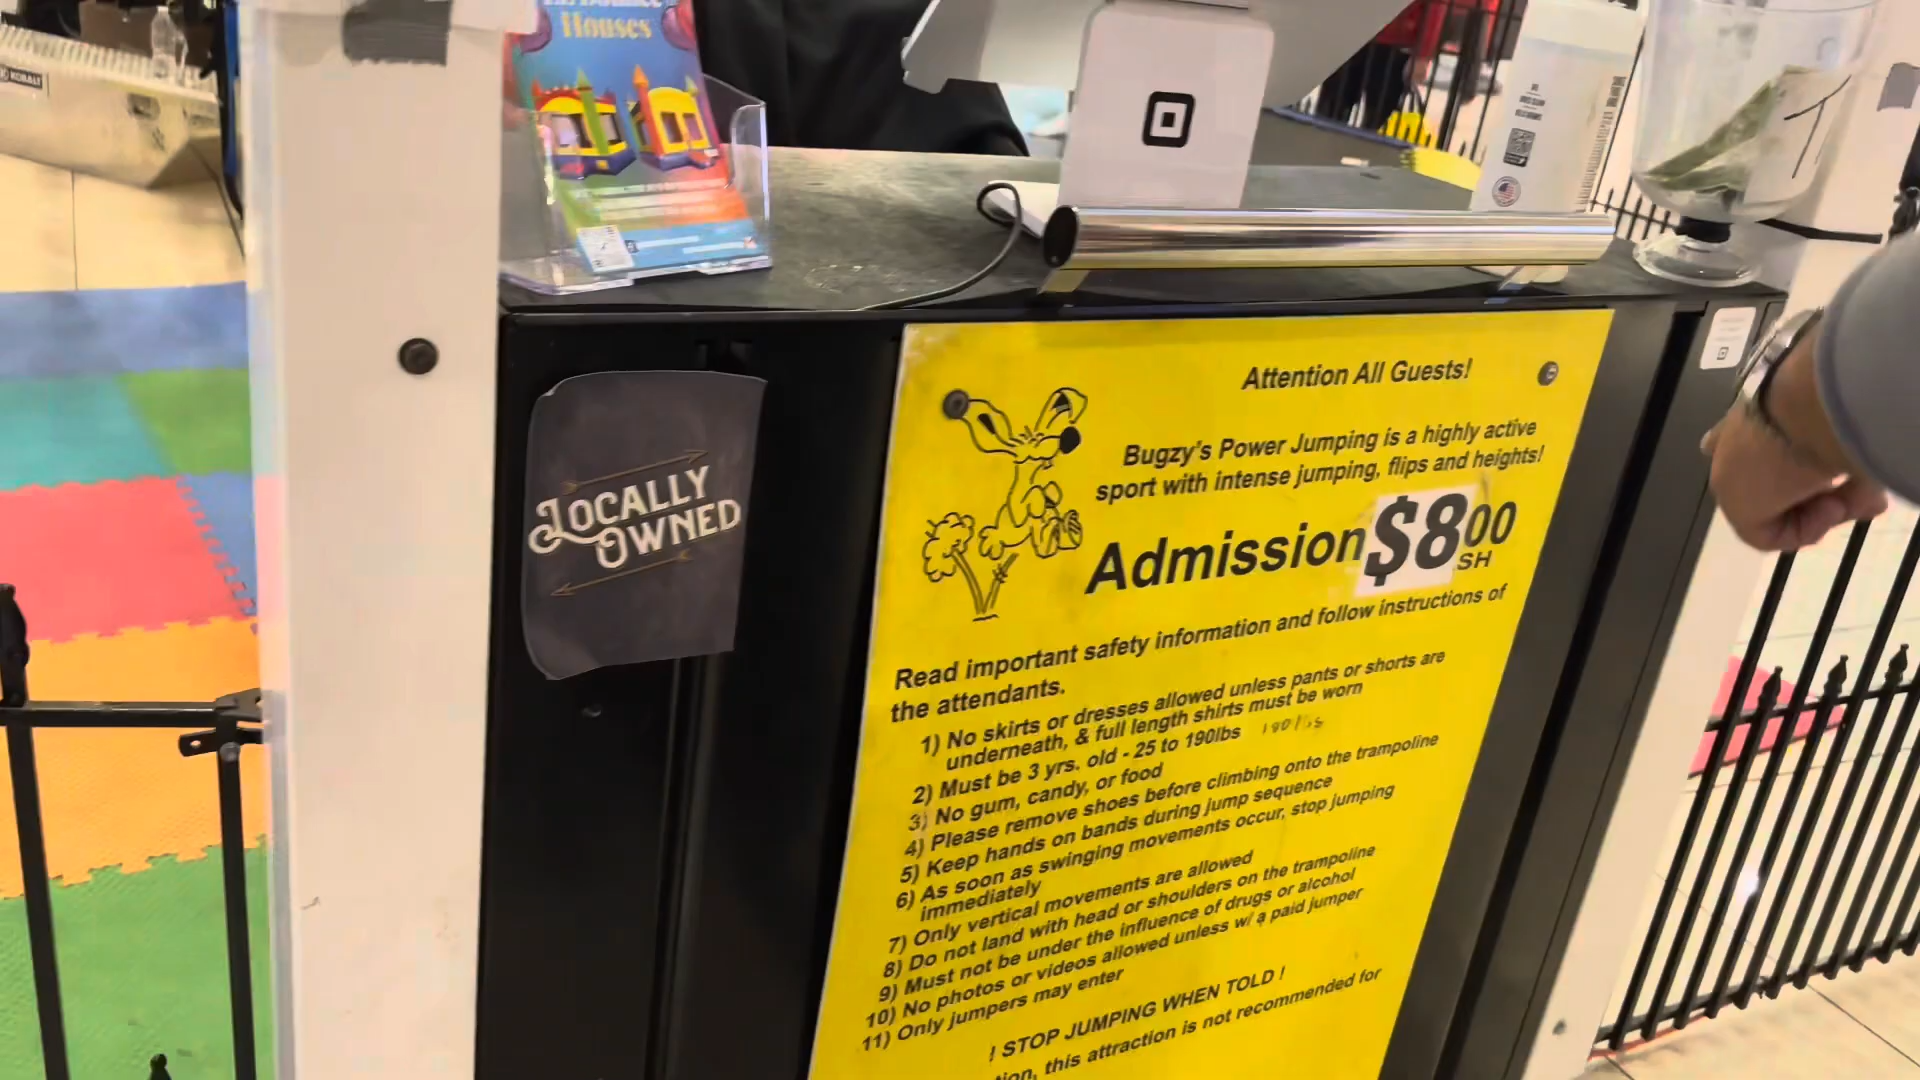 Houses
KOBALT
LOCALLY
OWNED
Attention All Guests!
Bugzy's Power Jumping is a highly active
sport with intense jumping, flips and heights!
Admission $8.00
SH
Read important safety information and follow instructions of
the attendants.
1) No skirts or dresses allowed unless pants or shorts are
underneath, & full length shirts must be worn
2) Must be 3 yrs. old - 25 to 190lbs 190lbs
3) No gum, candy, or food
4) Please remove shoes before climbing onto the trampoline
5) Keep hands on bands during jump sequence
6) As soon as swinging movements occur, stop jumping
immediately
7) Only vertical movements are allowed
8) Do not land with head or shoulders on the trampoline
9) Must not be under the influence of drugs or alcohol
10) No photos or videos allowed unless w/ a paid jumper
11) Only jumpers may enter
! STOP JUMPING WHEN TOLD !
this attraction is not recommended for